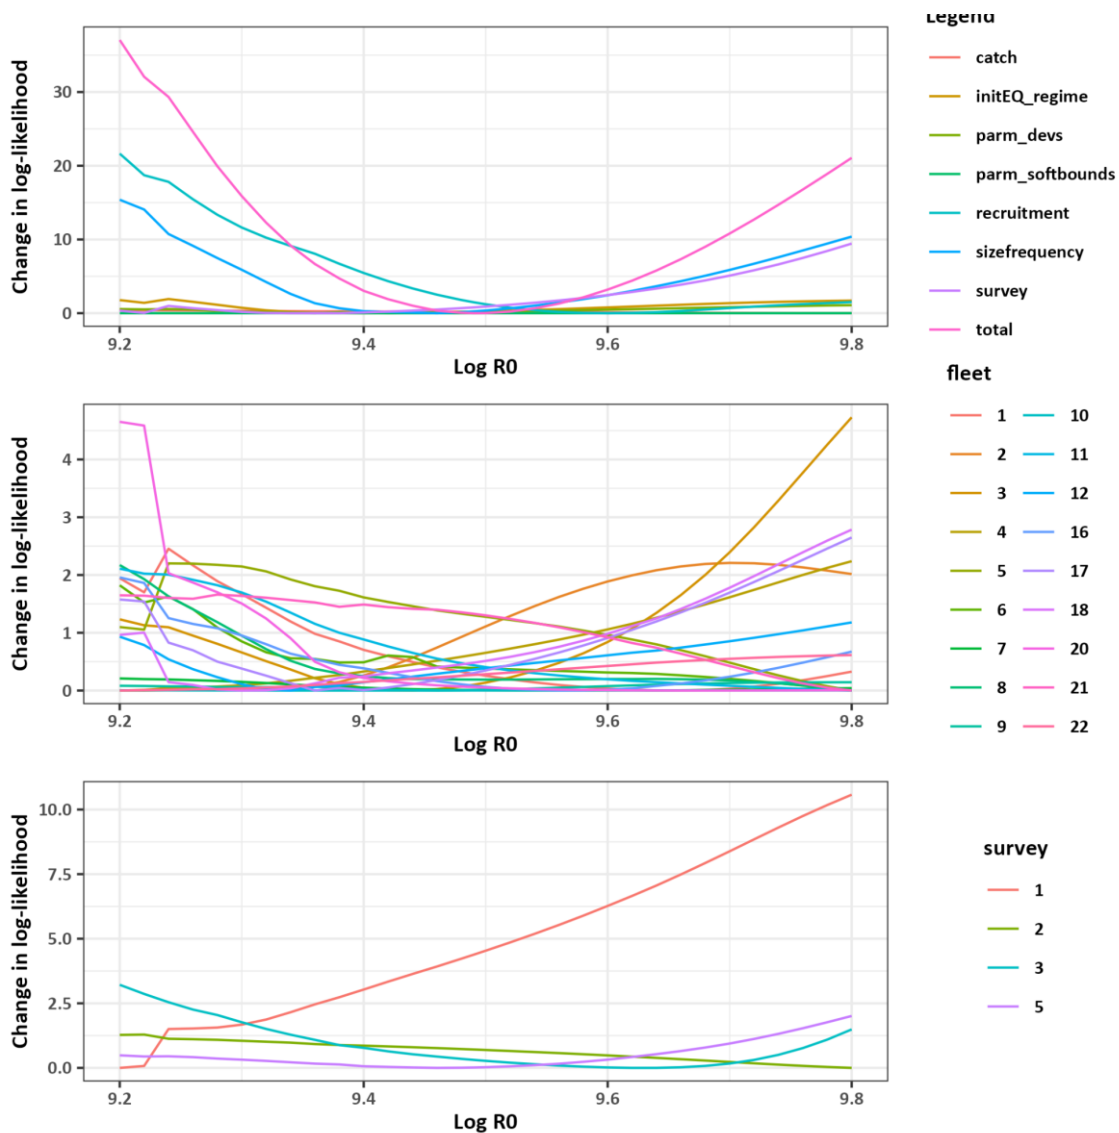 Legend
catch
initEQ_regime
parm_devs
parm_softbounds
recruitment
sizefrequency
survey
total
Change in log-likelihood
30
20
10
0
9.2 9.4 9.6 9.8
Log R0
fleet
1 10
2 11
3 12
4 16
5 17
6 18
7 20
8 21
9 22
Change in log-likelihood
4
3
2
1
0
9.2 9.4 9.6 9.8
Log R0
survey
1
2
3
5
Change in log-likelihood
10.0
7.5
5.0
2.5
0.0
9.2 9.4 9.6 9.8
Log R0